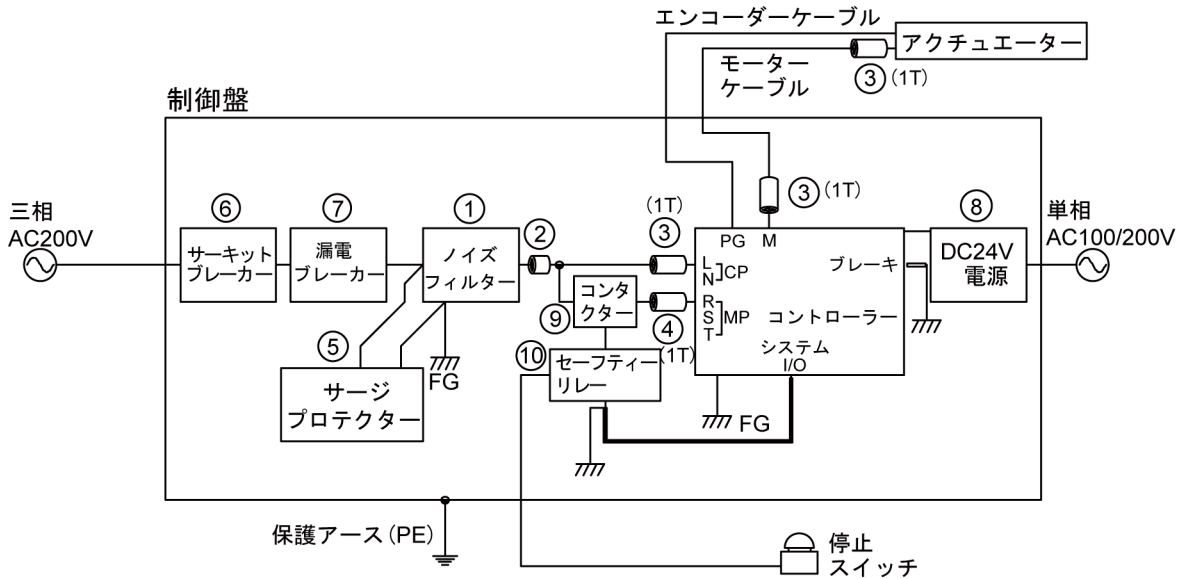 エンコーダーケーブル
アクチュエーター
モーター
ケーブル
③(1T)
制御盤
③(1T)
三相
AC200V
⑥
サーキット
ブレーカー
⑦
漏電
ブレーカー
①
ノイズ
フィルター
②
(1T)
③
PG M
L
N
CP
R
S
T
MP
ブレーキ
コントローラー
システム
I/O
⑧
DC24V
電源
単相
AC100/200V
コンタ
クター
⑨
④
(1T)
⑩
セーフティー
リレー
⑤
サージ
プロテクター
FG
FG
保護アース(PE)
停止
スイッチ